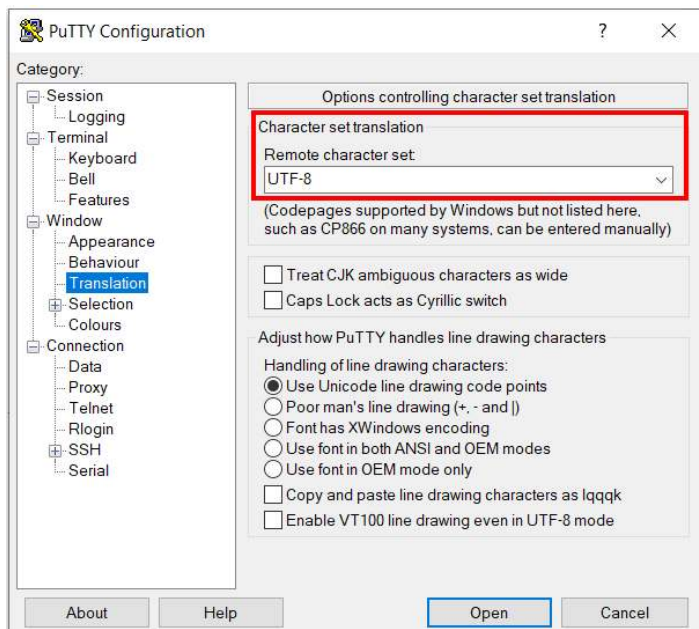 PuTTY Configuration
?
Category:
Session
Logging
Terminal
Keyboard
Bell
Features
Window
Appearance
Behaviour
Translation
Selection
Colours
Connection
Data
Proxy
Telnet
Rlogin
SSH
Serial
Options controlling character set translation
Character set translation
Remote character set:
UTF-8
(Codepages supported by Windows but not listed here,
such as CP866 on many systems, can be entered manually)
Treat CJK ambiguous characters as wide
Caps Lock acts as Cyrillic switch
Adjust how PuTTY handles line drawing characters
Handling of line drawing characters:
Use Unicode line drawing code points
Poor man's line drawing (+, - and |)
Font has XWindows encoding
Use font in both ANSI and OEM modes
Use font in OEM mode only
Copy and paste line drawing characters as lqqqk
Enable VT100 line drawing even in UTF-8 mode
About
Help
Open
Cancel